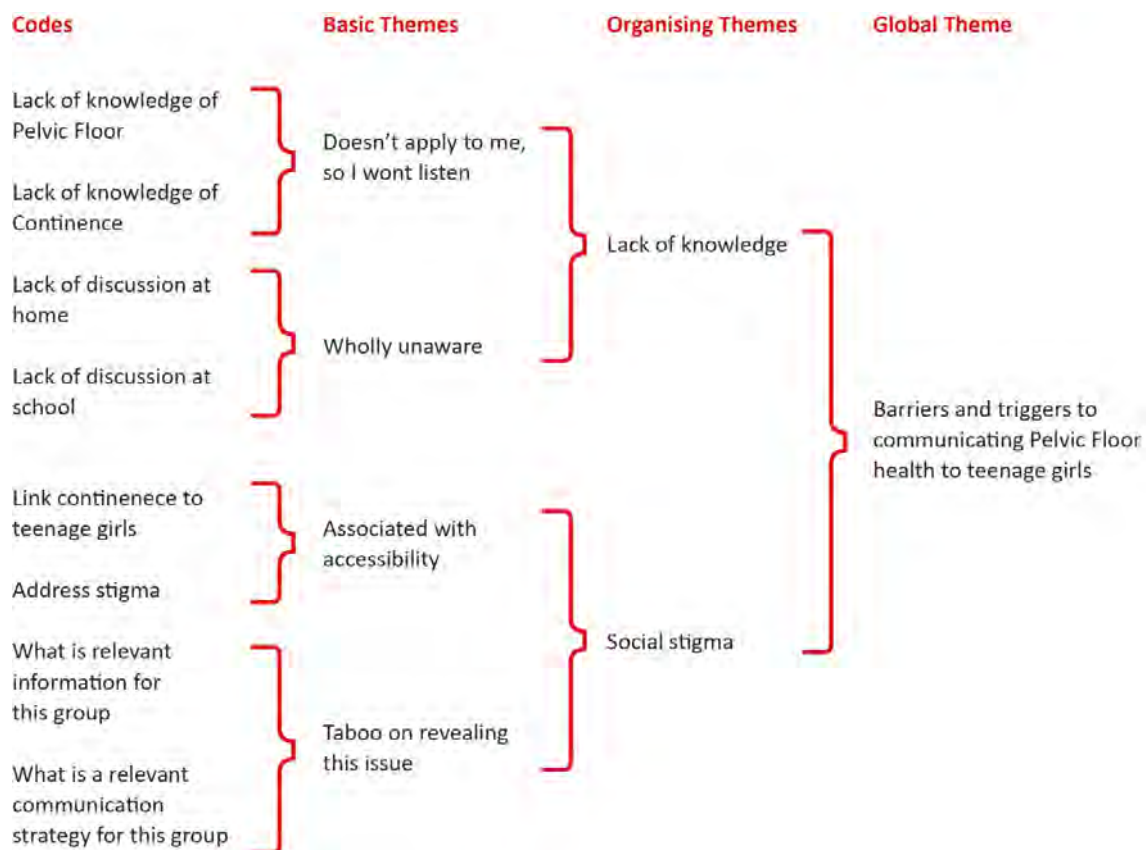 Codes
Basic Themes
Organising Themes
Global Theme
Lack of knowledge of
Pelvic Floor
Lack of knowledge of
Continence
Lack of discussion at
home
Lack of discussion at
school
Link continenece to
teenage girls
Address stigma
What is relevant
information for
this group
What is a relevant
communication
strategy for this group
Doesn't apply to me,
so I wont listen
Wholly unaware
Associated with
accessibility
Taboo on revealing
this issue
Lack of knowledge
Social stigma
Barriers and triggers to
communicating Pelvic Floor
health to teenage girls